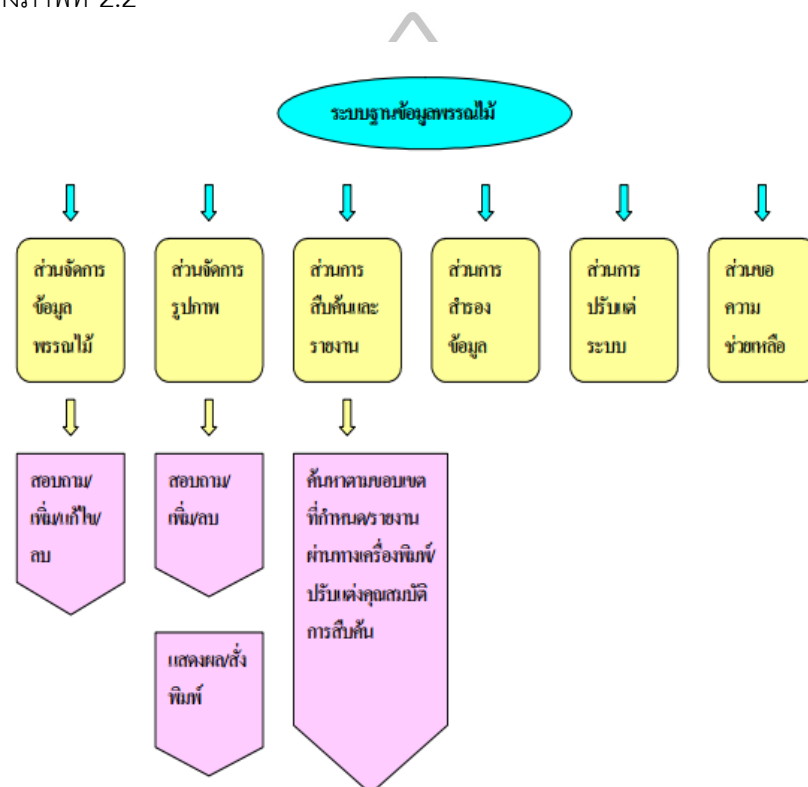 ระบบฐานข้อมูลพรรณไม้
ส่วนจัดการ
ข้อมูล
พรรณไม้
ส่วนจัดการ
รูปภาพ
ส่วนการ
สืบค้นและ
รายงาน
ส่วนการ
สำรอง
ข้อมูล
ส่วนการ
ปรับแต่
ระบบ
ส่วนขอ
ความ
ช่วยเหลือ
สอบถาม/
เพิ่ม/แก้ไข/
ลบ
สอบถาม/
เพิ่ม/ลบ
แสดงผล/สั่ง
พิมพ์
ค้นหาตามขอบเขต
ที่กำหนด/รายงาน
ผ่านทางเครื่องพิมพ์/
ปรับแต่งคุณสมบัติ
การสืบค้น